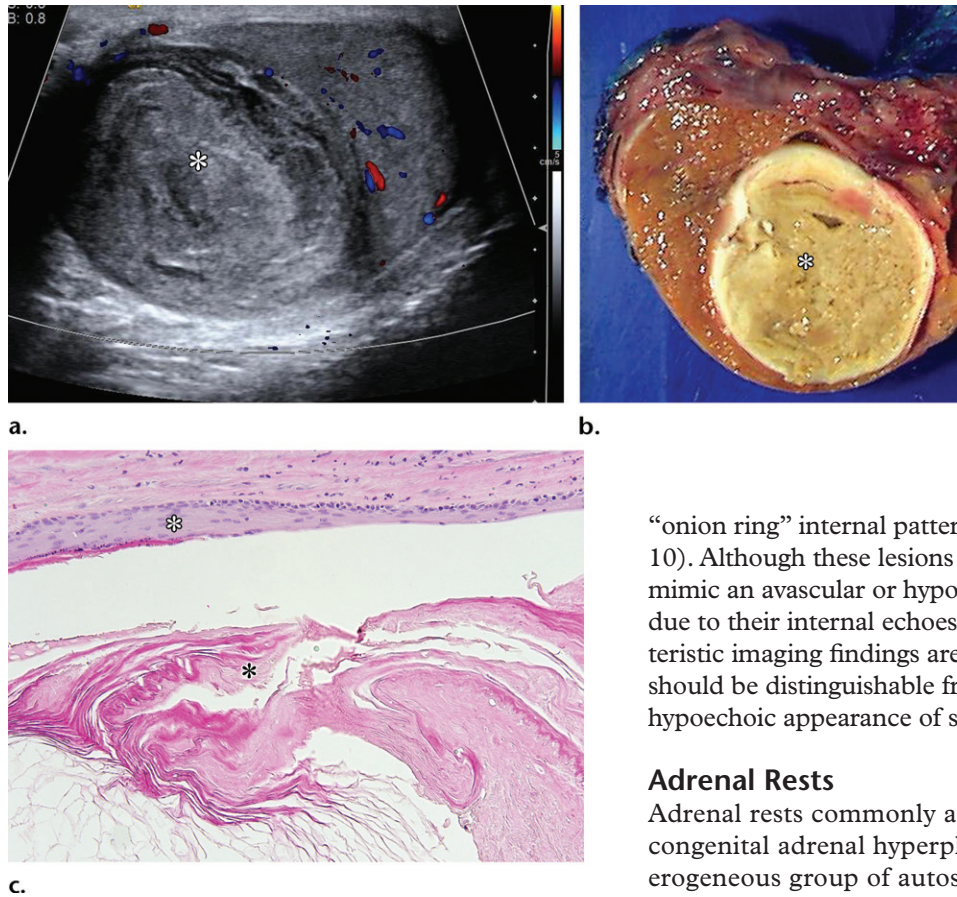 B: 0.8
5
cm/s
a.
b.
c.
“onion ring” internal patter
10). Although these lesions
mimic an avascular or hypo
due to their internal echoes
teristic imaging findings are
should be distinguishable fr
hypoechoic appearance of s
Adrenal Rests
Adrenal rests commonly a
congenital adrenal hyperpl
erogeneous group of autos